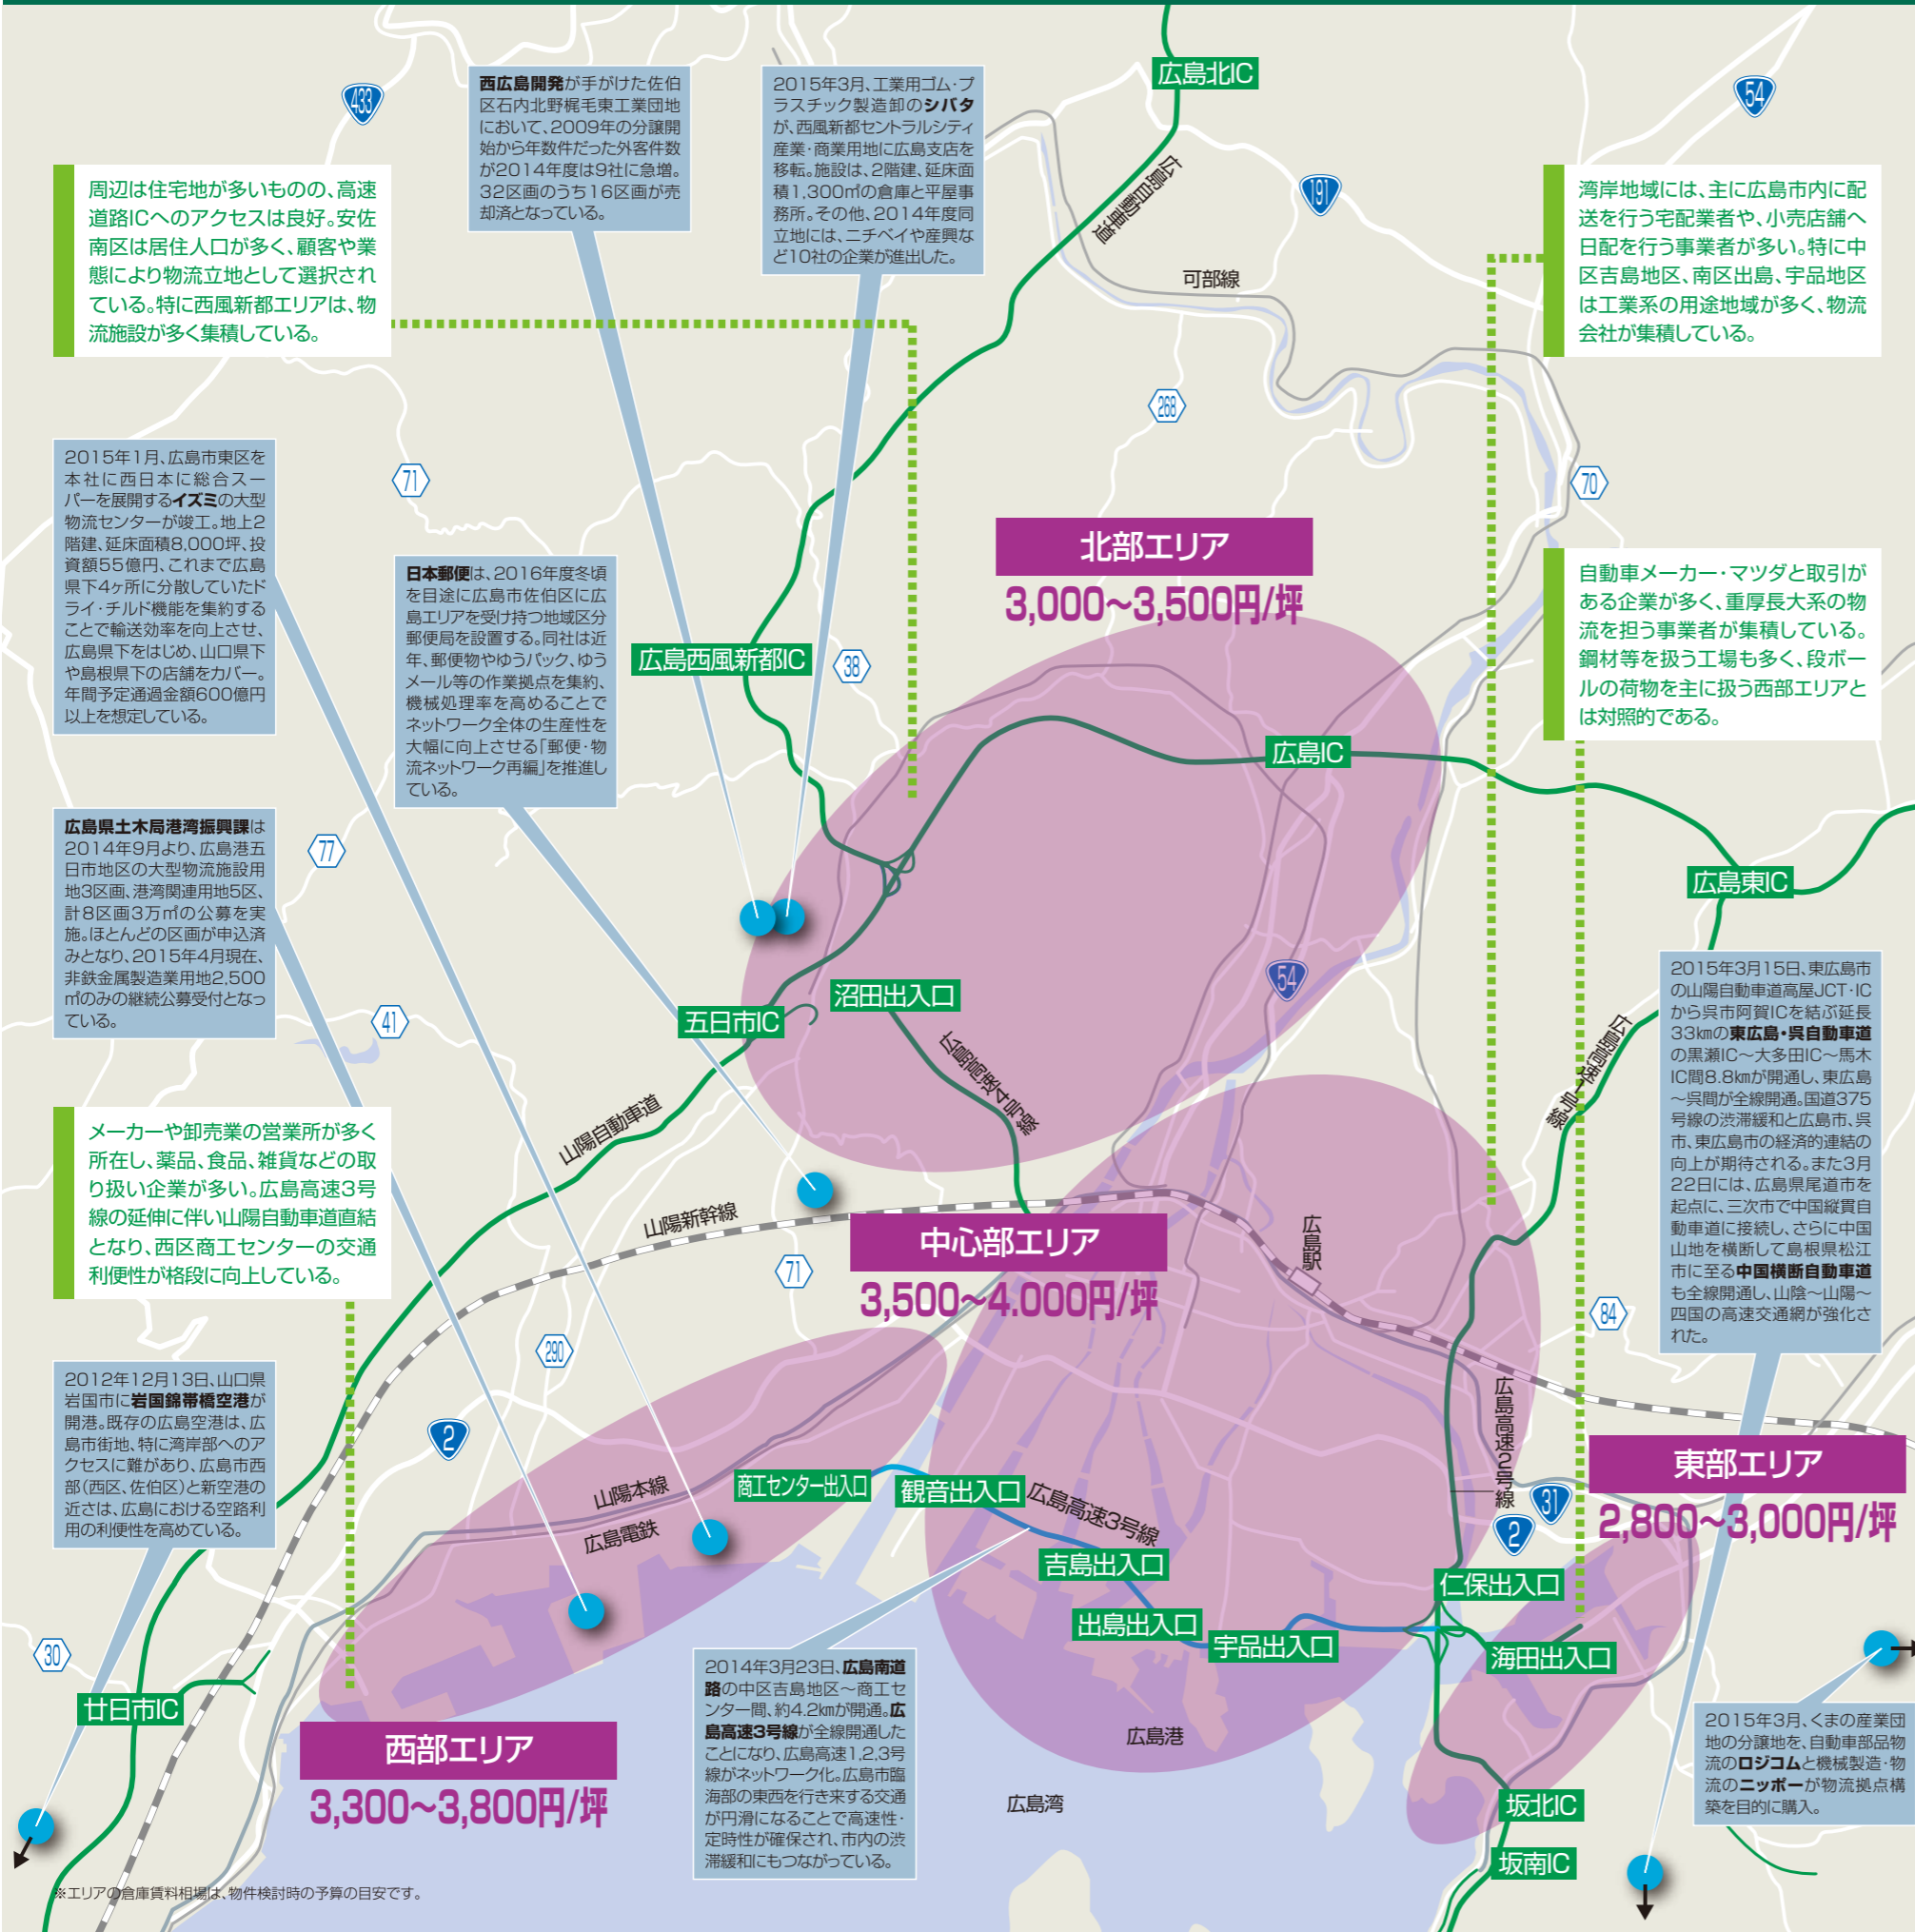 西広島開発が手がけた佐伯
区石内北野梶毛東工業団地
において、2009年の分譲開
始から年数件だった外客件数
が2014年度は9社に急増。
32区画のうち16区画が売
却済となっている。
2015年3月、工業用ゴム・プ
ラスチック製造卸のシバタ
が、西風新都セントラルシティ
産業・商業用地に広島支店を
移転。施設は、2階建、延床面
積1,300㎡の倉庫と平屋事
務所。その他、2014年度同
立地には、ニチベイや産興な
ど10社の企業が進出した。
広島北IC
433
54
191
広島自動車道
可部線
周辺は住宅地が多いものの、高速
道路ICへのアクセスは良好。安佐
南区は居住人口が多く、顧客や業
態により物流立地として選択され
ている。特に西風新都エリアは、物
流施設が多く集積している。
湾岸地域には、主に広島市内に配
送を行う宅配業者や、小売店舗へ
日配を行う事業者が多い。特に中
区吉島地区、南区出島、宇品地区
は工業系の用途地域が多く、物流
会社が集積している。
268
71
70
2015年1月、広島市東区を
本社に西日本に総合スー
パーを展開するイズミの大型
物流センターが竣工。地上2
階建、延床面積8,000坪、投
資額55億円、これまで広島
県下4ヶ所に分散していたド
ライ・チルド機能を集約する
ことで輸送効率を向上させ、
広島県下をはじめ、山口県下
や島根県下の店舗をカバー。
年間予定通過金額600億円
以上を想定している。
日本郵便は、2016年度冬頃
を目途に広島市佐伯区に広
島エリアを受け持つ地域区分
郵便局を設置する。同社は近
年、郵便物やゆうパック、ゆう
メール等の作業拠点を集約、
機械処理率を高めることで
ネットワーク全体の生産性を
大幅に向上させる「郵便・物
流ネットワーク再編」を推進し
ている。
北部エリア
3,000〜3,500円/坪
自動車メーカー・マツダと取引が
ある企業が多く、重厚長大系の物
流を担う事業者が集積している。
鋼材等を扱う工場も多く、段ボー
ルの荷物を主に扱う西部エリアと
は対照的である。
広島西風新都IC
38
広島IC
広島県土木局港湾振興課は
2014年9月より、広島港五
日市地区の大型物流施設用
地3区画、港湾関連用地5区、
計8区画3万㎡の公募を実
施。ほとんどの区画が申込済
みとなり、2015年4月現在、
非鉄金属製造業用地2,500
㎡のみの継続公募受付となっ
ている。
77
41
広島東IC
54
沼田出入口
五日市IC
広島高速4号線
山陽自動車道
広島高速1号線
2015年3月15日、東広島市
の山陽自動車道高屋JCT・IC
から呉市阿賀ICを結ぶ延長
33kmの東広島・呉自動車道
の黒瀬IC〜大多田IC〜馬木
IC間8.8kmが開通し、東広島
〜呉間が全線開通。国道375
号線の渋滞緩和と広島市、呉
市、東広島市の経済的連結の
向上が期待される。また3月
22日には、広島県尾道市を
起点に、三次市で中国縦貫自
動車道に接続し、さらに中国
山地を横断して島根県松江
市に至る中国横断自動車道
も全線開通し、山陰〜山陽〜
四国の高速交通網が強化さ
れた。
メーカーや卸売業の営業所が多く
所在し、薬品、食品、雑貨などの取
り扱い企業が多い。広島高速3号
線の延伸に伴い山陽自動車道直結
となり、西区商工センターの交通
利便性が格段に向上している。
山陽新幹線
71
広島駅
中心部エリア
3,500〜4.000円/坪
84
290
2
2012年12月13日、山口県
岩国市に岩国錦帯橋空港が
開港。既存の広島空港は、広
島市街地、特に湾岸部へのア
クセスに難があり、広島市西
部(西区、佐伯区)と新空港の
近さは、広島における空路利
用の利便性を高めている。
広島高速2号線
31
2
東部エリア
2,800〜3,000円/坪
山陽本線
広島電鉄
商工センター出入口
観音出入口
広島高速3号線
吉島出入口
出島出入口
宇品出入口
仁保出入口
海田出入口
30
廿日市IC
西部エリア
3,300〜3,800円/坪
2014年3月23日、広島南道
路の中区吉島地区〜商工セ
ンター間、約4.2kmが開通。広
島高速3号線が全線開通した
ことになり、広島高速1,2,3号
線がネットワーク化。広島市臨
海部の東西を行き来する交通
が円滑になることで高速性・
定時性が確保され、市内の渋
滞緩和にもつながっている。
広島港
広島湾
2015年3月、くまの産業団
地の分譲地を、自動車部品物
流のロジコムと機械製造・物
流のニッポーが物流拠点構
築を目的に購入。
坂北IC
坂南IC
※エリアの倉庫賃料相場は、物件検討時の予算の目安です。